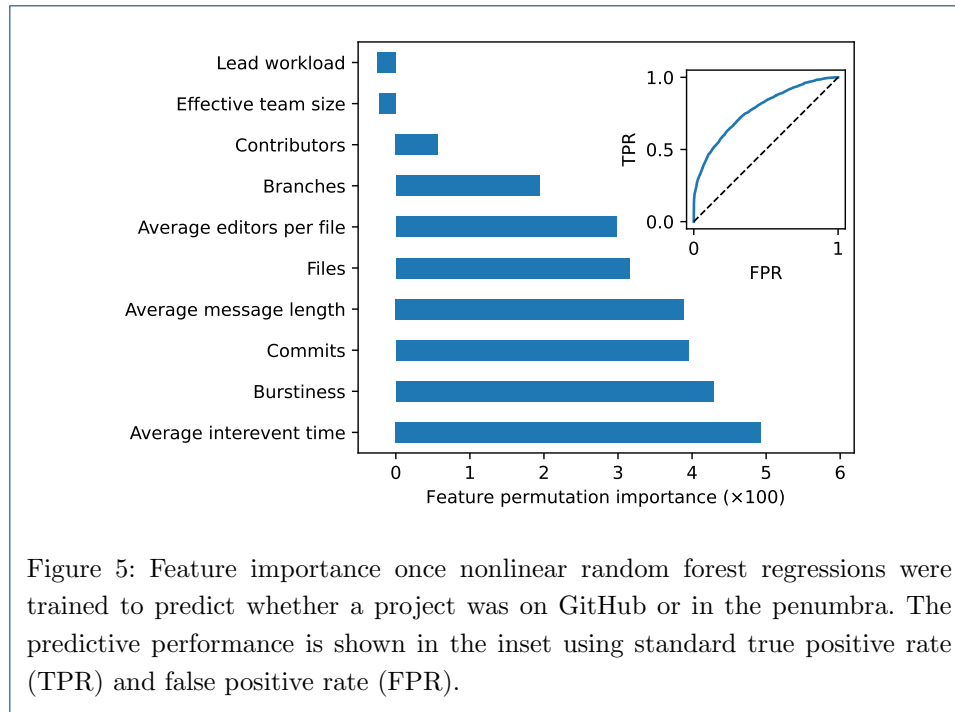 Lead workload
Effective team size
Contributors
Branches
Average editors per file
Files
Average message length
Commits
Burstiness
Average interevent time
0 1 2 3 4 5 6
Feature permutation importance (×100)
1.0
0.5
0.0
TPR
0 1
FPR
Figure 5: Feature importance once nonlinear random forest regressions were
trained to predict whether a project was on GitHub or in the penumbra. The
predictive performance is shown in the inset using standard true positive rate
(TPR) and false positive rate (FPR).